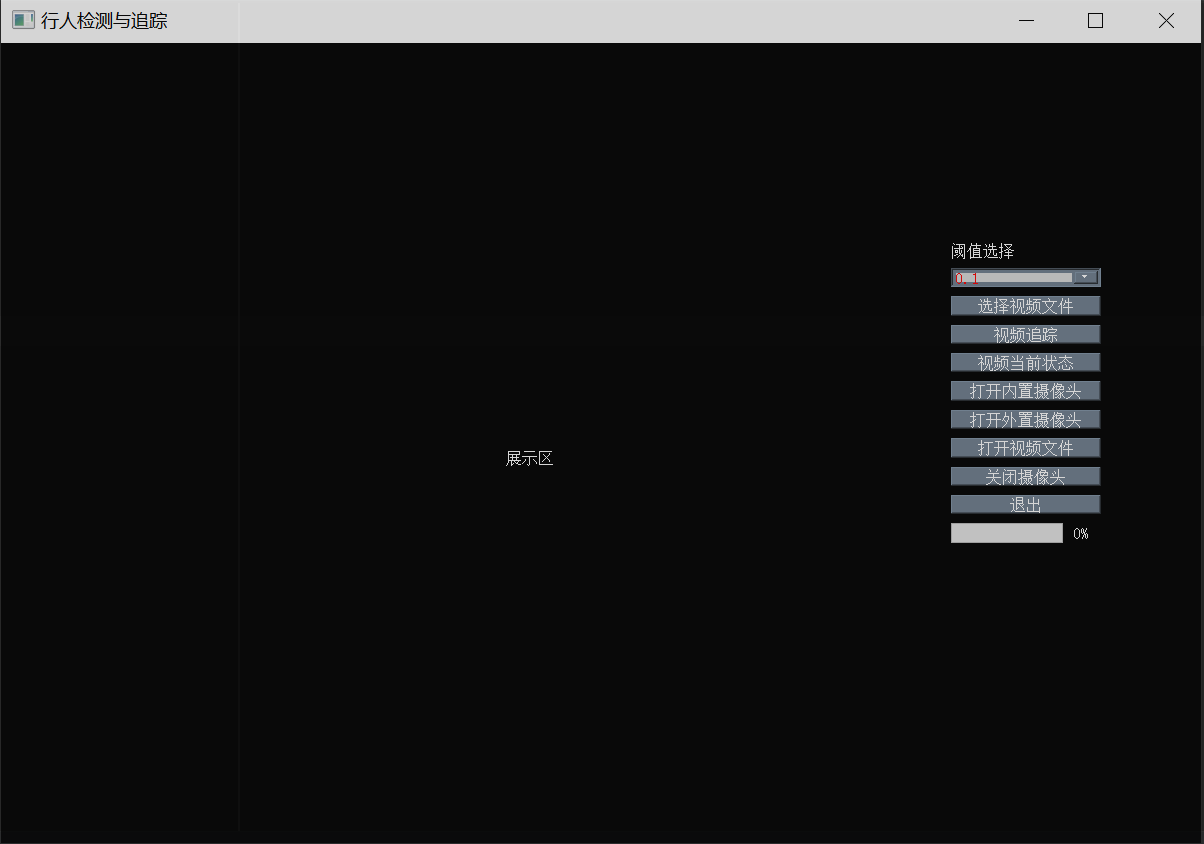 行人检测与追踪
阈值选择
0.1
选择视频文件
视频追踪
视频当前状态
打开内置摄像头
打开外置摄像头
展示区
打开视频文件
关闭摄像头
退出
0%